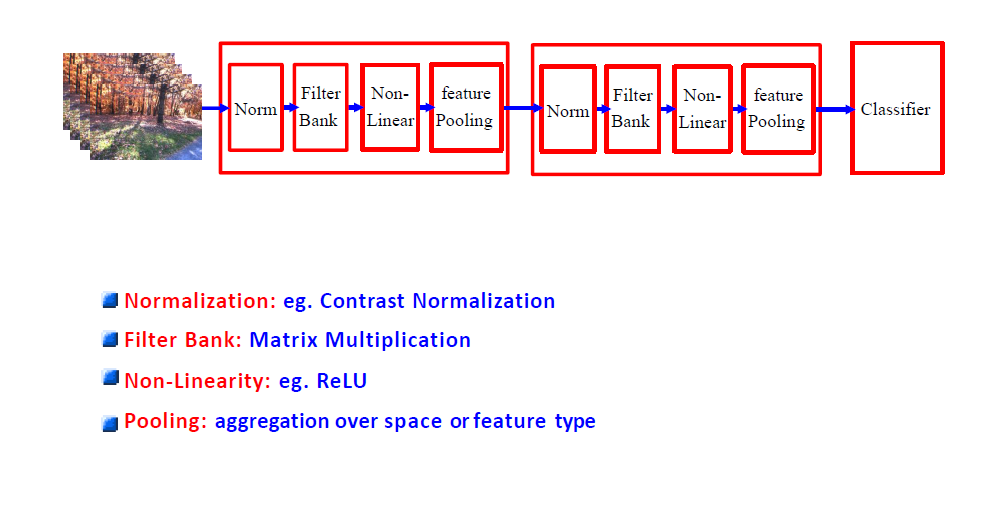 Norm
Filter
Bank
Non-
Linear
feature
Pooling
Norm
Filter
Bank
Non-
Linear
feature
Pooling
Classifier
Normalization: eg. Contrast Normalization
Filter Bank: Matrix Multiplication
Non-Linearity: eg. ReLU
Pooling: aggregation over space or feature type